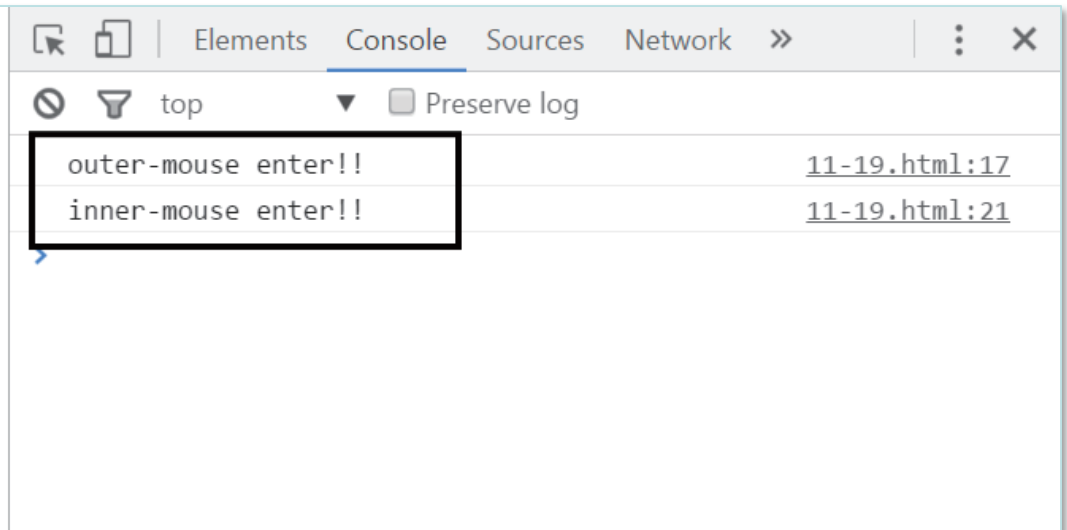 Elements Console Sources Network »
top ▼ Preserve log
outer-mouse enter!! 11-19.html:17
inner-mouse enter!! 11-19.html:21